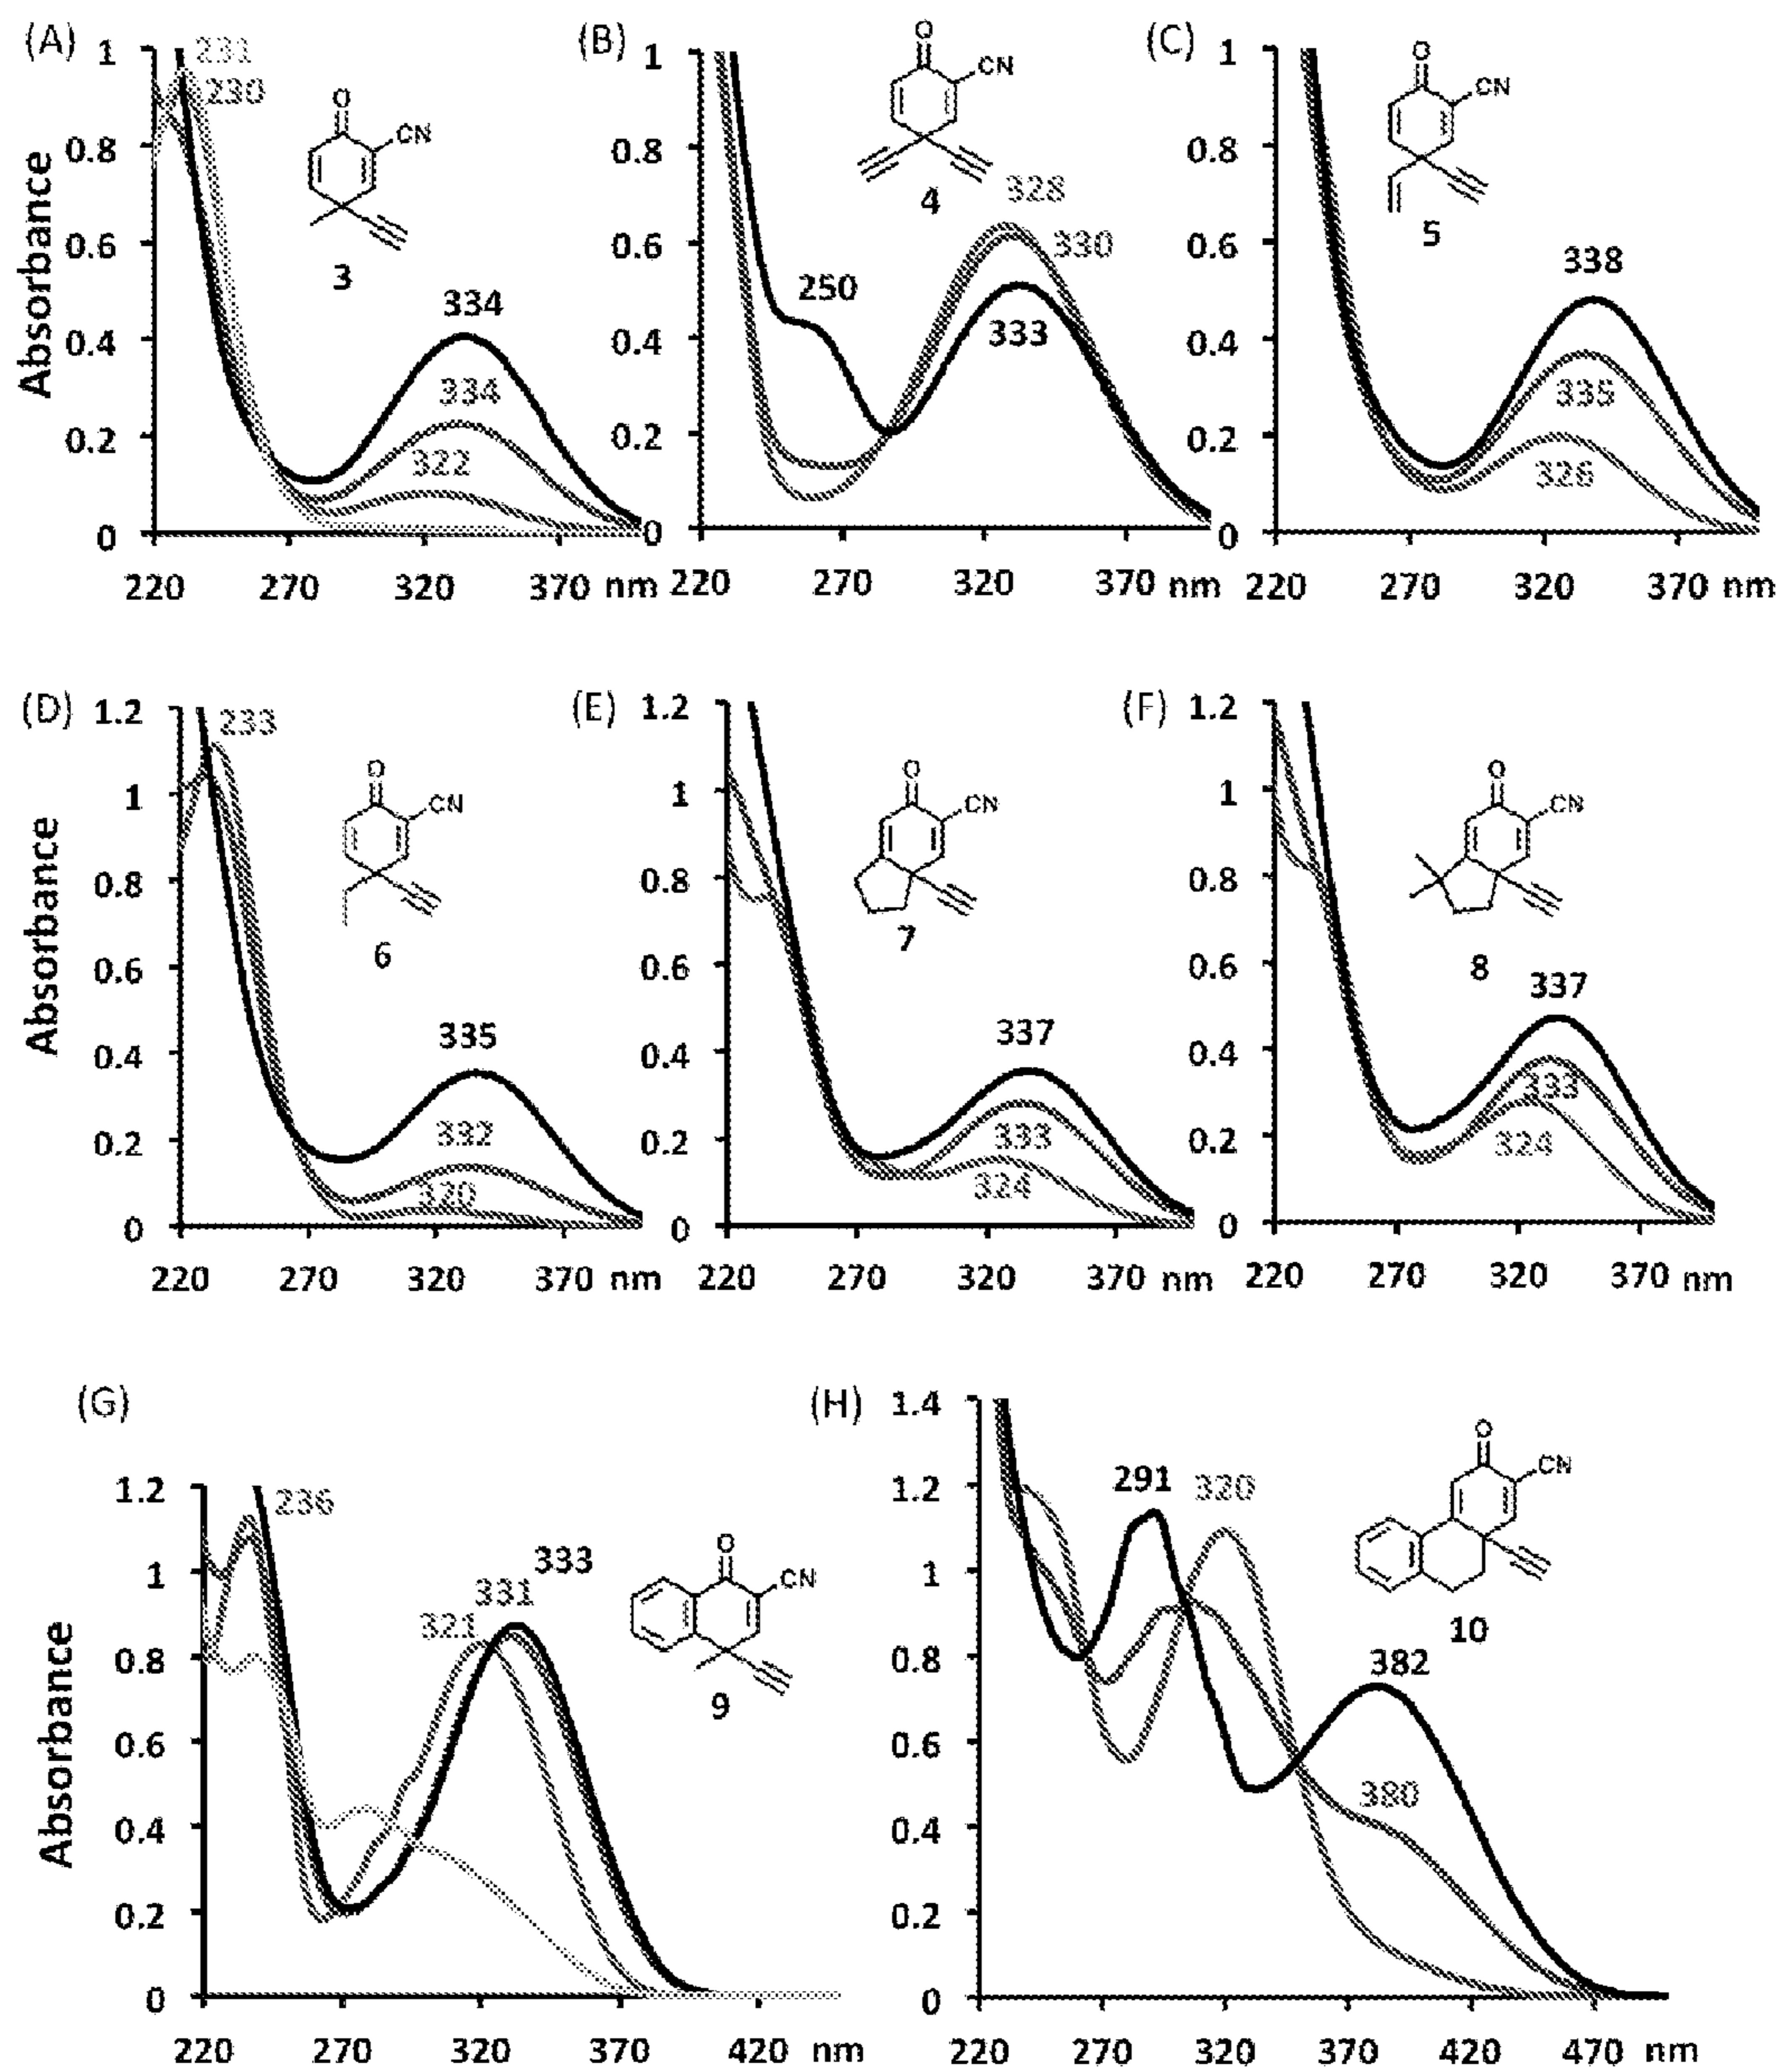 (A)
Absorbance
1
0.8
0.6
0.4
0.2
0
231
230
O
CN
3
334
334
322
220 270 320 370 nm
(B)
1
0.8
0.6
0.4
0.2
0
O
CN
4
328
330
250
333
220 270 320 370 nm
(C)
1
0.8
0.6
0.4
0.2
0
O
CN
5
338
335
326
220 270 320 370 nm
(D)
Absorbance
1.2
1
0.8
0.6
0.4
0.2
0
233
O
CN
6
335
332
320
220 270 320 370 nm
(E)
1.2
1
0.8
0.6
0.4
0.2
0
O
CN
7
337
333
324
220 270 320 370 nm
(F)
1.2
1
0.8
0.6
0.4
0.2
0
O
CN
8
337
333
324
220 270 320 370 nm
(G)
Absorbance
1.2
1
0.8
0.6
0.4
0.2
0
236
333
331
321
O
CN
9
220 270 320 370 420 nm
(H)
1.4
1.2
1
0.8
0.6
0.4
0.2
0
291
320
O
CN
10
382
380
220 270 320 370 420 470 nm